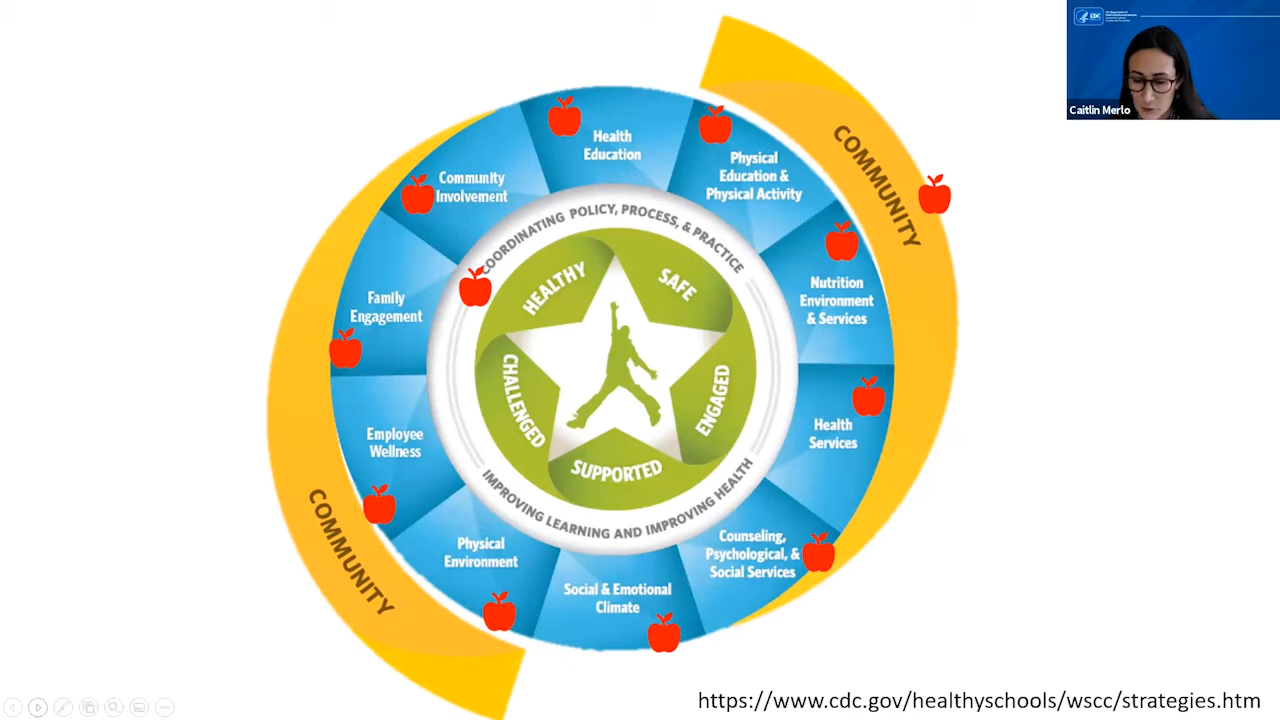 CDC
Caitlin Merlo
COMMUNITY
Health
Education
Physical
Education &
Physical Activity
Nutrition
Environment
& Services
Health
Services
Counseling,
Psychological, &
Social Services
Social & Emotional
Climate
Physical
Environment
Employee
Wellness
Family
Engagement
Community
Involvement
COORDINATING POLICY, PROCESS, & PRACTICE
IMPROVING LEARNING AND IMPROVING HEALTH
HEALTHY
SAFE
ENGAGED
SUPPORTED
CHALLENGED
COMMUNITY
https://www.cdc.gov/healthyschools/wscc/strategies.htm